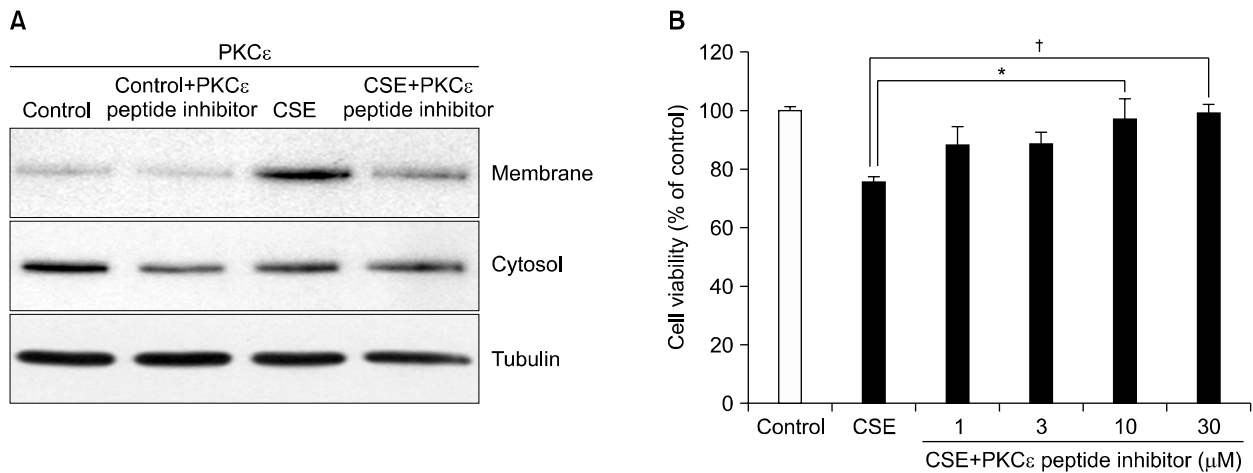 A
PKCε
Control
Control+PKCε
peptide inhibitor
CSE
CSE+PKCε
peptide inhibitor
Membrane
Cytosol
Tubulin
B
Cell viability (% of control)
120
100
80
60
40
20
0
†
*
Control
CSE
1
3
10
30
CSE+PKCε peptide inhibitor (μM)